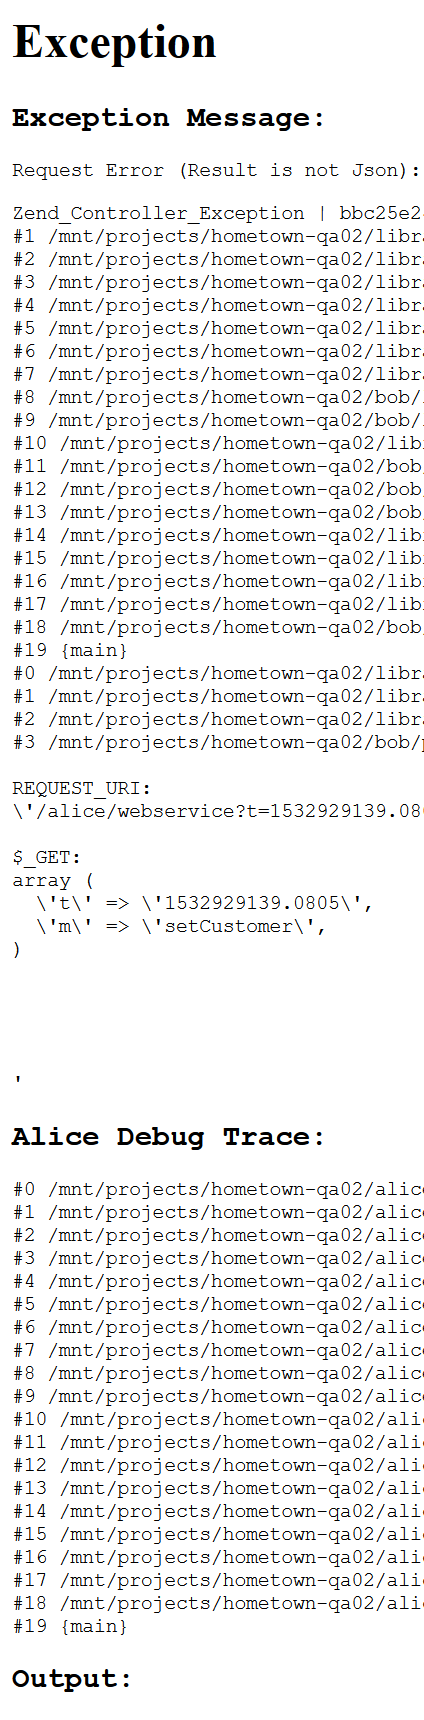 Exception
Exception Message:
Request Error (Result is not Json):
Zend_Controller_Exception | bbc25e2
#1 /mnt/projects/hometown-qa02/libr
#2 /mnt/projects/hometown-qa02/libr
#3 /mnt/projects/hometown-qa02/libr
#4 /mnt/projects/hometown-qa02/libr
#5 /mnt/projects/hometown-qa02/libr
#6 /mnt/projects/hometown-qa02/libr
#7 /mnt/projects/hometown-qa02/libr
#8 /mnt/projects/hometown-qa02/bob/
#9 /mnt/projects/hometown-qa02/bob/
#10 /mnt/projects/hometown-qa02/lib
#11 /mnt/projects/hometown-qa02/bob
#12 /mnt/projects/hometown-qa02/bob
#13 /mnt/projects/hometown-qa02/bob
#14 /mnt/projects/hometown-qa02/lib
#15 /mnt/projects/hometown-qa02/lib
#16 /mnt/projects/hometown-qa02/lib
#17 /mnt/projects/hometown-qa02/lib
#18 /mnt/projects/hometown-qa02/bob
#19 {main}
#0 /mnt/projects/hometown-qa02/libr
#1 /mnt/projects/hometown-qa02/libr
#2 /mnt/projects/hometown-qa02/libr
#3 /mnt/projects/hometown-qa02/bob/
REQUEST_URI:
\'/alice/webservice?t=1532929139.08
$_GET:
array (
  \'t\' => \'1532929139.0805\',
  \'m\' => \'setCustomer\',
)
'
Alice Debug Trace:
#0 /mnt/projects/hometown-qa02/alic
#1 /mnt/projects/hometown-qa02/alic
#2 /mnt/projects/hometown-qa02/alic
#3 /mnt/projects/hometown-qa02/alic
#4 /mnt/projects/hometown-qa02/alic
#5 /mnt/projects/hometown-qa02/alic
#6 /mnt/projects/hometown-qa02/alic
#7 /mnt/projects/hometown-qa02/alic
#8 /mnt/projects/hometown-qa02/alic
#9 /mnt/projects/hometown-qa02/alic
#10 /mnt/projects/hometown-qa02/ali
#11 /mnt/projects/hometown-qa02/ali
#12 /mnt/projects/hometown-qa02/ali
#13 /mnt/projects/hometown-qa02/ali
#14 /mnt/projects/hometown-qa02/ali
#15 /mnt/projects/hometown-qa02/ali
#16 /mnt/projects/hometown-qa02/ali
#17 /mnt/projects/hometown-qa02/ali
#18 /mnt/projects/hometown-qa02/ali
#19 {main}
Output: